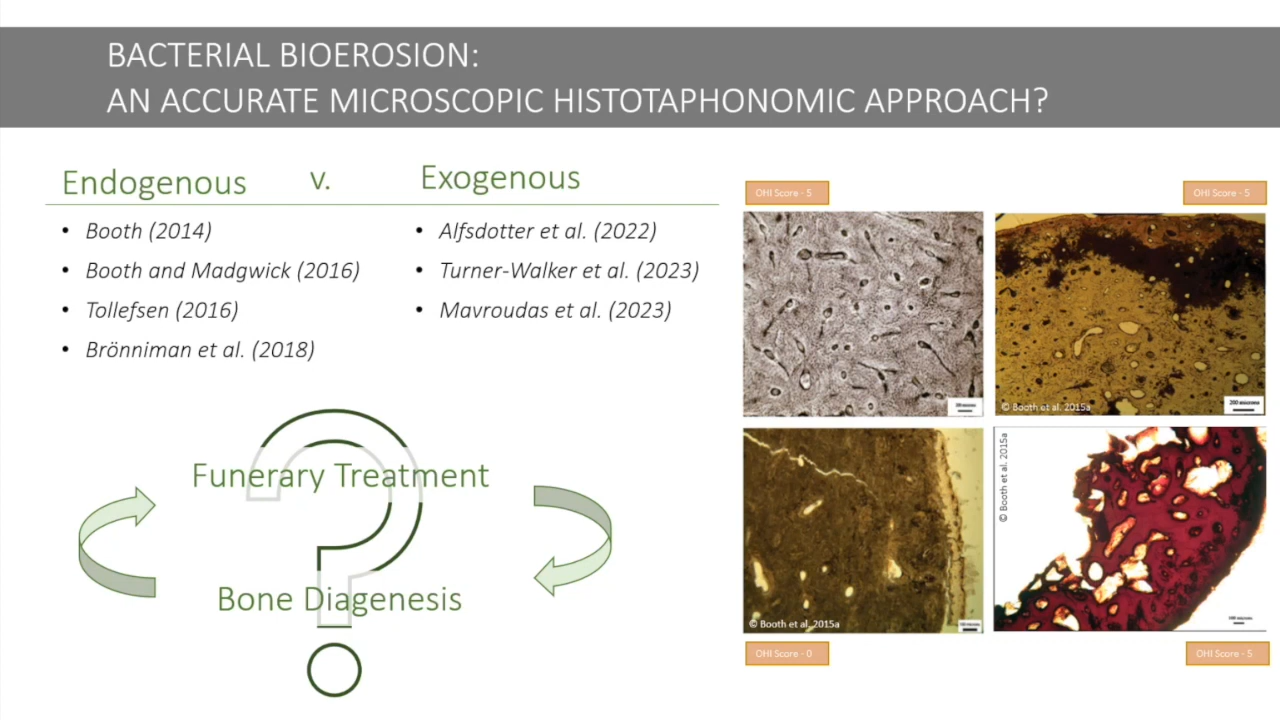 BACTERIAL BIOEROSION:
AN ACCURATE MICROSCOPIC HISTOTAPHONOMIC APPROACH?
Endogenous v. Exogenous
• Booth (2014)
• Booth and Madgwick (2016)
• Tollefsen (2016)
• Brönniman et al. (2018)
• Alfsdotter et al. (2022)
• Turner-Walker et al. (2023)
• Mavroudas et al. (2023)
Funerary Treatment
Bone Diagenesis
OHI Score - 5
OHI Score - 5
© Booth et al. 2015a
200 microns
© Booth et al. 2015a
© Booth et al. 2015a
OHI Score - 0
OHI Score - 5